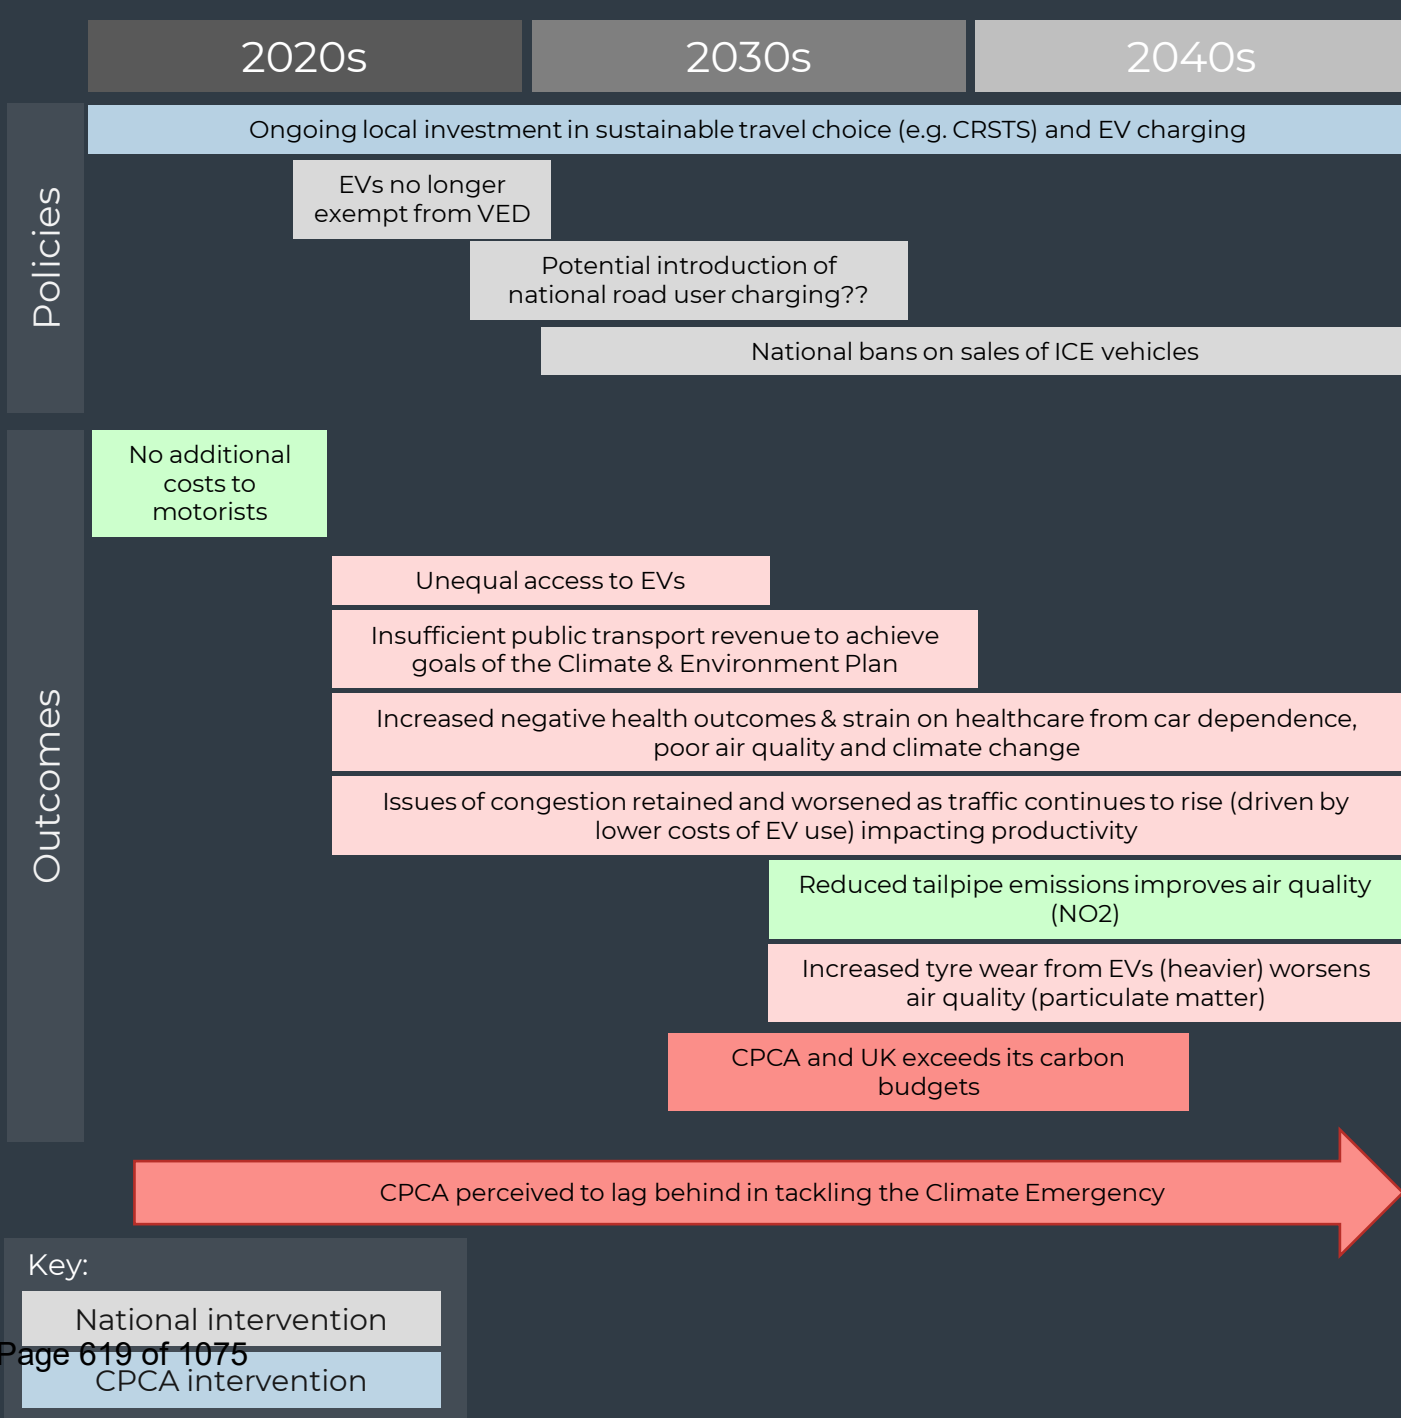 2020s
2030s
2040s
Policies
Ongoing local investment in sustainable travel choice (e.g. CRSTS) and EV charging
EVs no longer
exempt from VED
Potential introduction of
national road user charging??
National bans on sales of ICE vehicles
Outcomes
No additional
costs to
motorists
Unequal access to EVs
Insufficient public transport revenue to achieve
goals of the Climate & Environment Plan
Increased negative health outcomes & strain on healthcare from car dependence,
poor air quality and climate change
Issues of congestion retained and worsened as traffic continues to rise (driven by
lower costs of EV use) impacting productivity
Reduced tailpipe emissions improves air quality
(NO2)
Increased tyre wear from EVs (heavier) worsens
air quality (particulate matter)
CPCA and UK exceeds its carbon
budgets
CPCA perceived to lag behind in tackling the Climate Emergency
Key:
National intervention
Page 619 of 1075
CPCA intervention